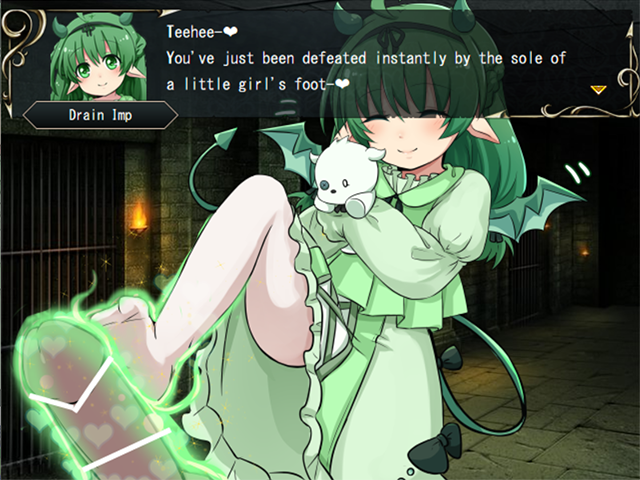 Teehee-❤
You've just been defeated instantly by the sole of
a little girl's foot-❤
Drain Imp